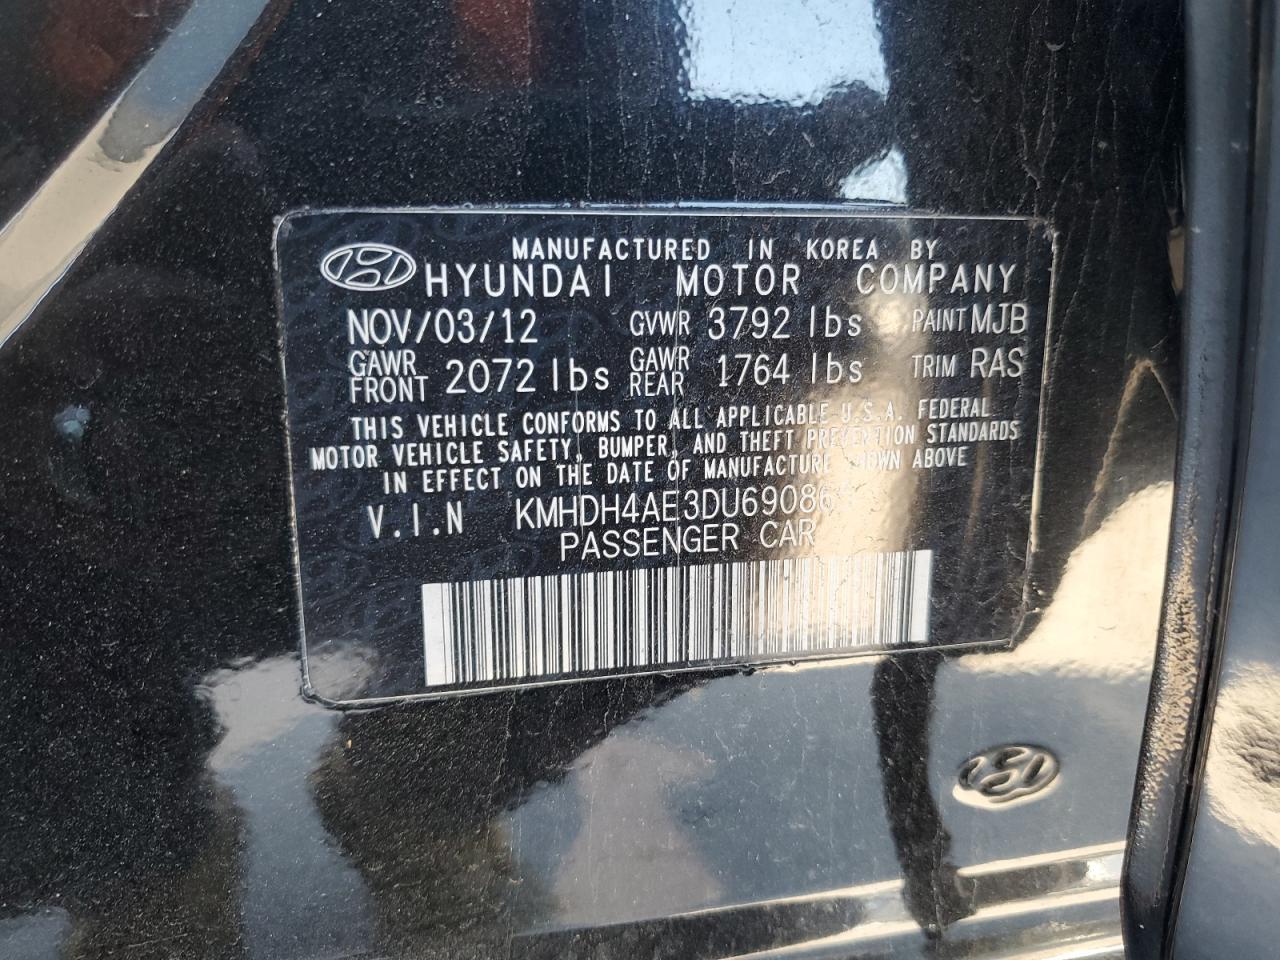 MANUFACTURED IN KOREA BY
HYUNDAI MOTOR COMPANY
NOV/03/12 GVWR 3792 lbs PAINT MJB
GAWR FRONT 2072 lbs GAWR REAR 1764 lbs TRIM RAS
THIS VEHICLE CONFORMS TO ALL APPLICABLE U.S.A. FEDERAL
MOTOR VEHICLE SAFETY, BUMPER, AND THEFT PREVENTION STANDARDS
IN EFFECT ON THE DATE OF MANUFACTURE SHOWN ABOVE
V.I.N
PASSENGER CAR